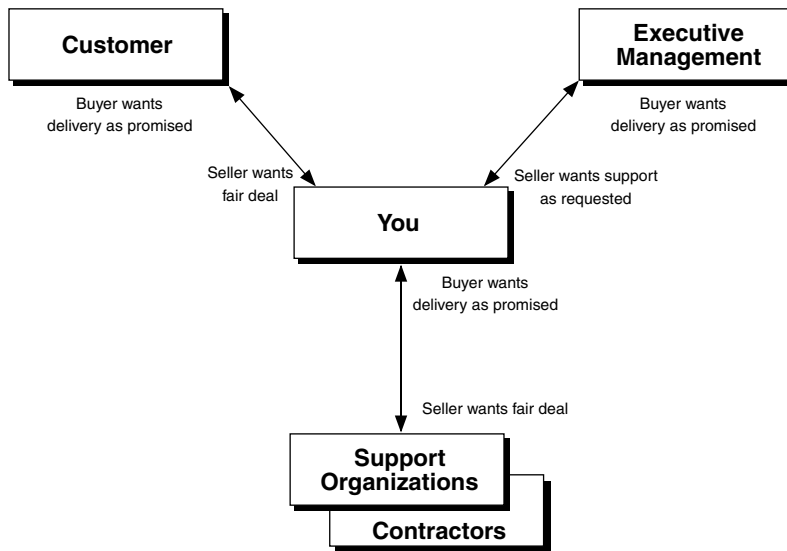 Customer
Executive
Management
Buyer wants
delivery as promised
Buyer wants
delivery as promised
Seller wants
fair deal
Seller wants support
as requested
You
Buyer wants
delivery as promised
Seller wants fair deal
Support
Organizations
Contractors